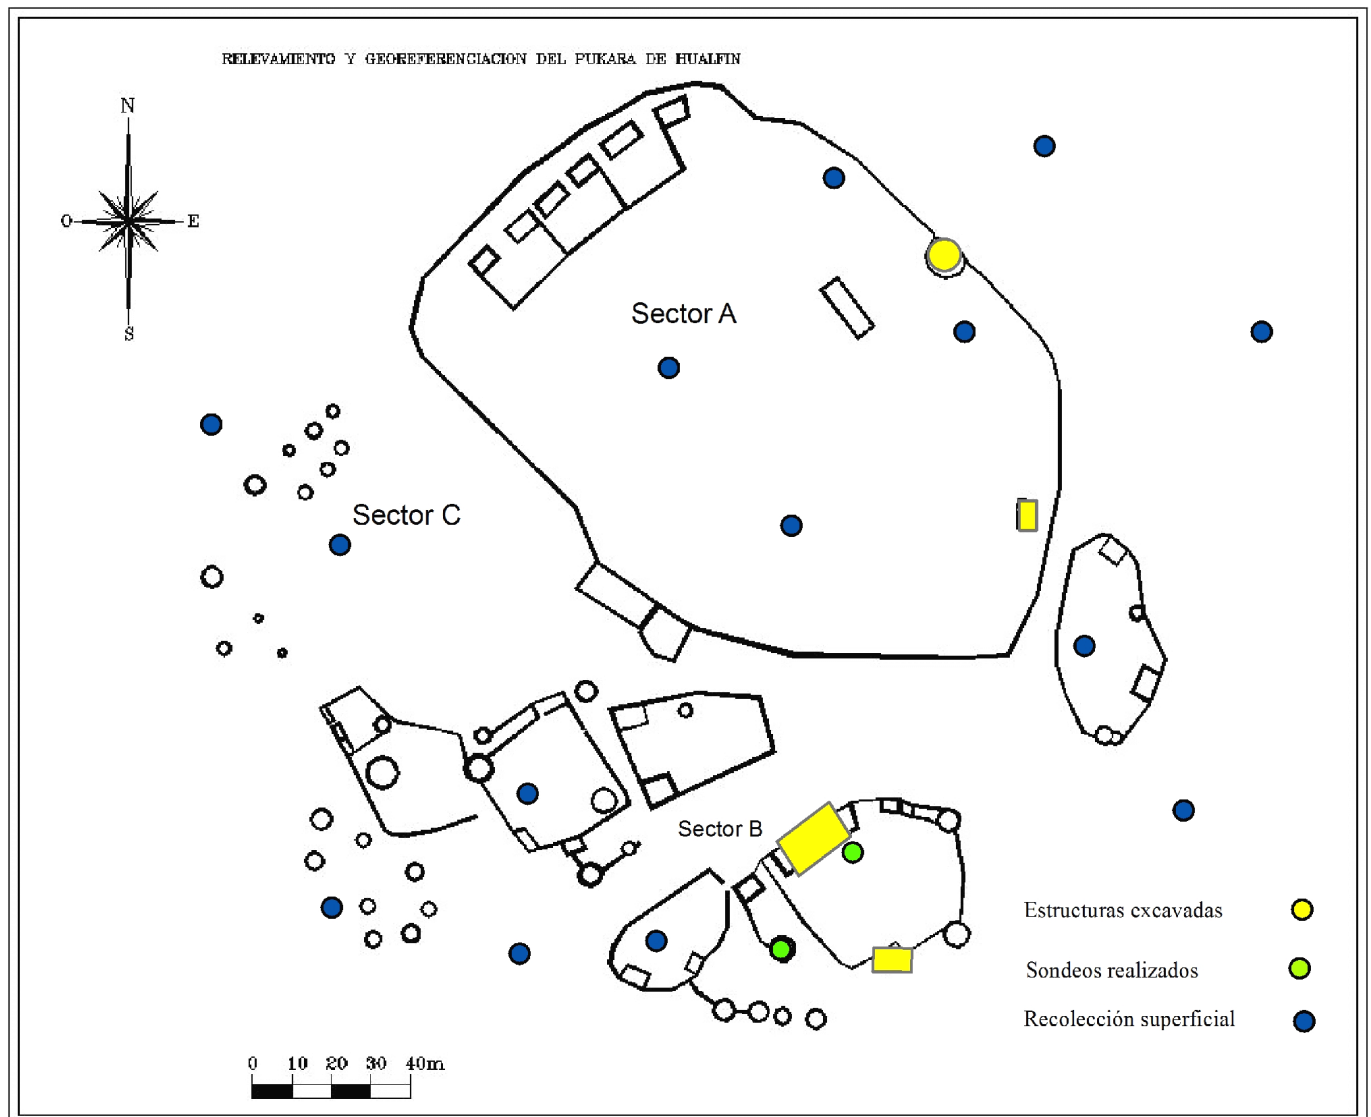 RELEVAMIENTO Y GEOREFERENCIACION DEL PUKARA DE HUALFIN
N
O
E
S
Sector A
Sector C
Sector B
Estructuras excavadas
Sondeos realizados
Recolección superficial
0 10 20 30 40m